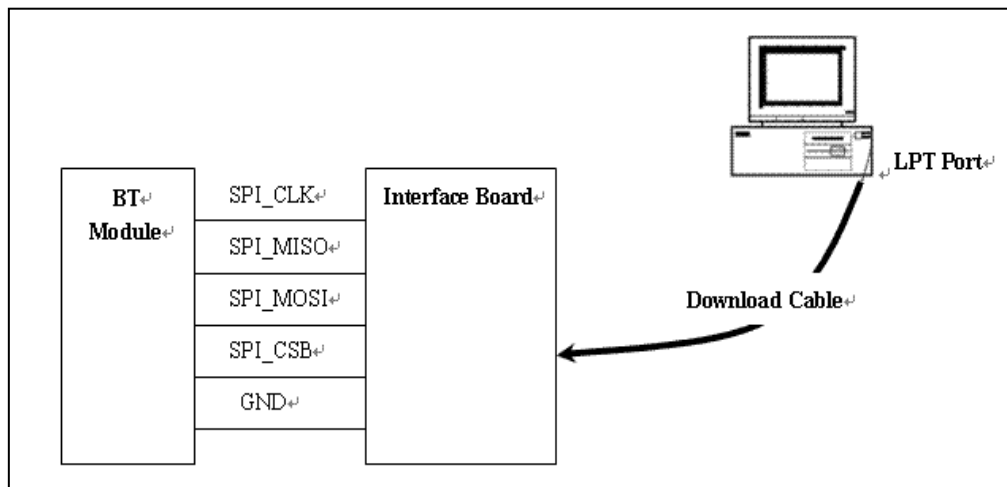 BT
Module
SPI_CLK
SPI_MISO
SPI_MOSI
SPI_CSB
GND
Interface Board
LPT Port
Download Cable